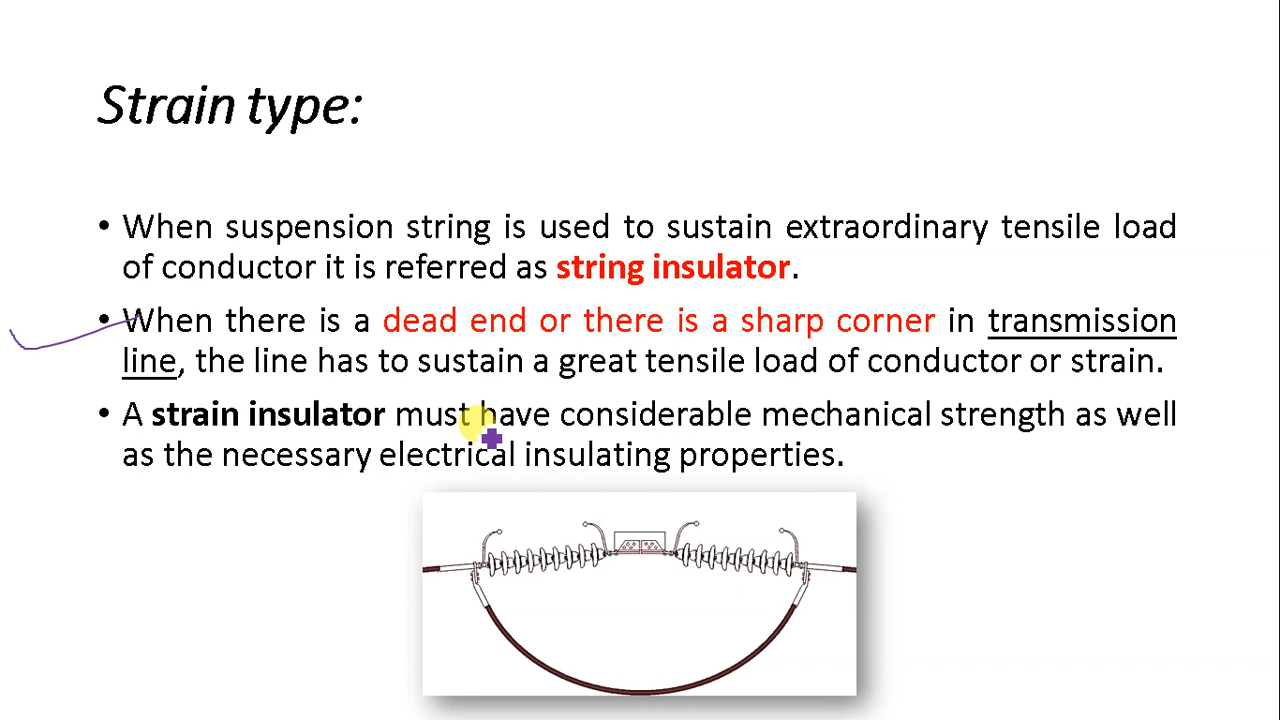 Strain type:
• When suspension string is used to sustain extraordinary tensile load
of conductor it is referred as string insulator.
• When there is a dead end or there is a sharp corner in transmission
line, the line has to sustain a great tensile load of conductor or strain.
• A strain insulator must have considerable mechanical strength as well
as the necessary electrical insulating properties.